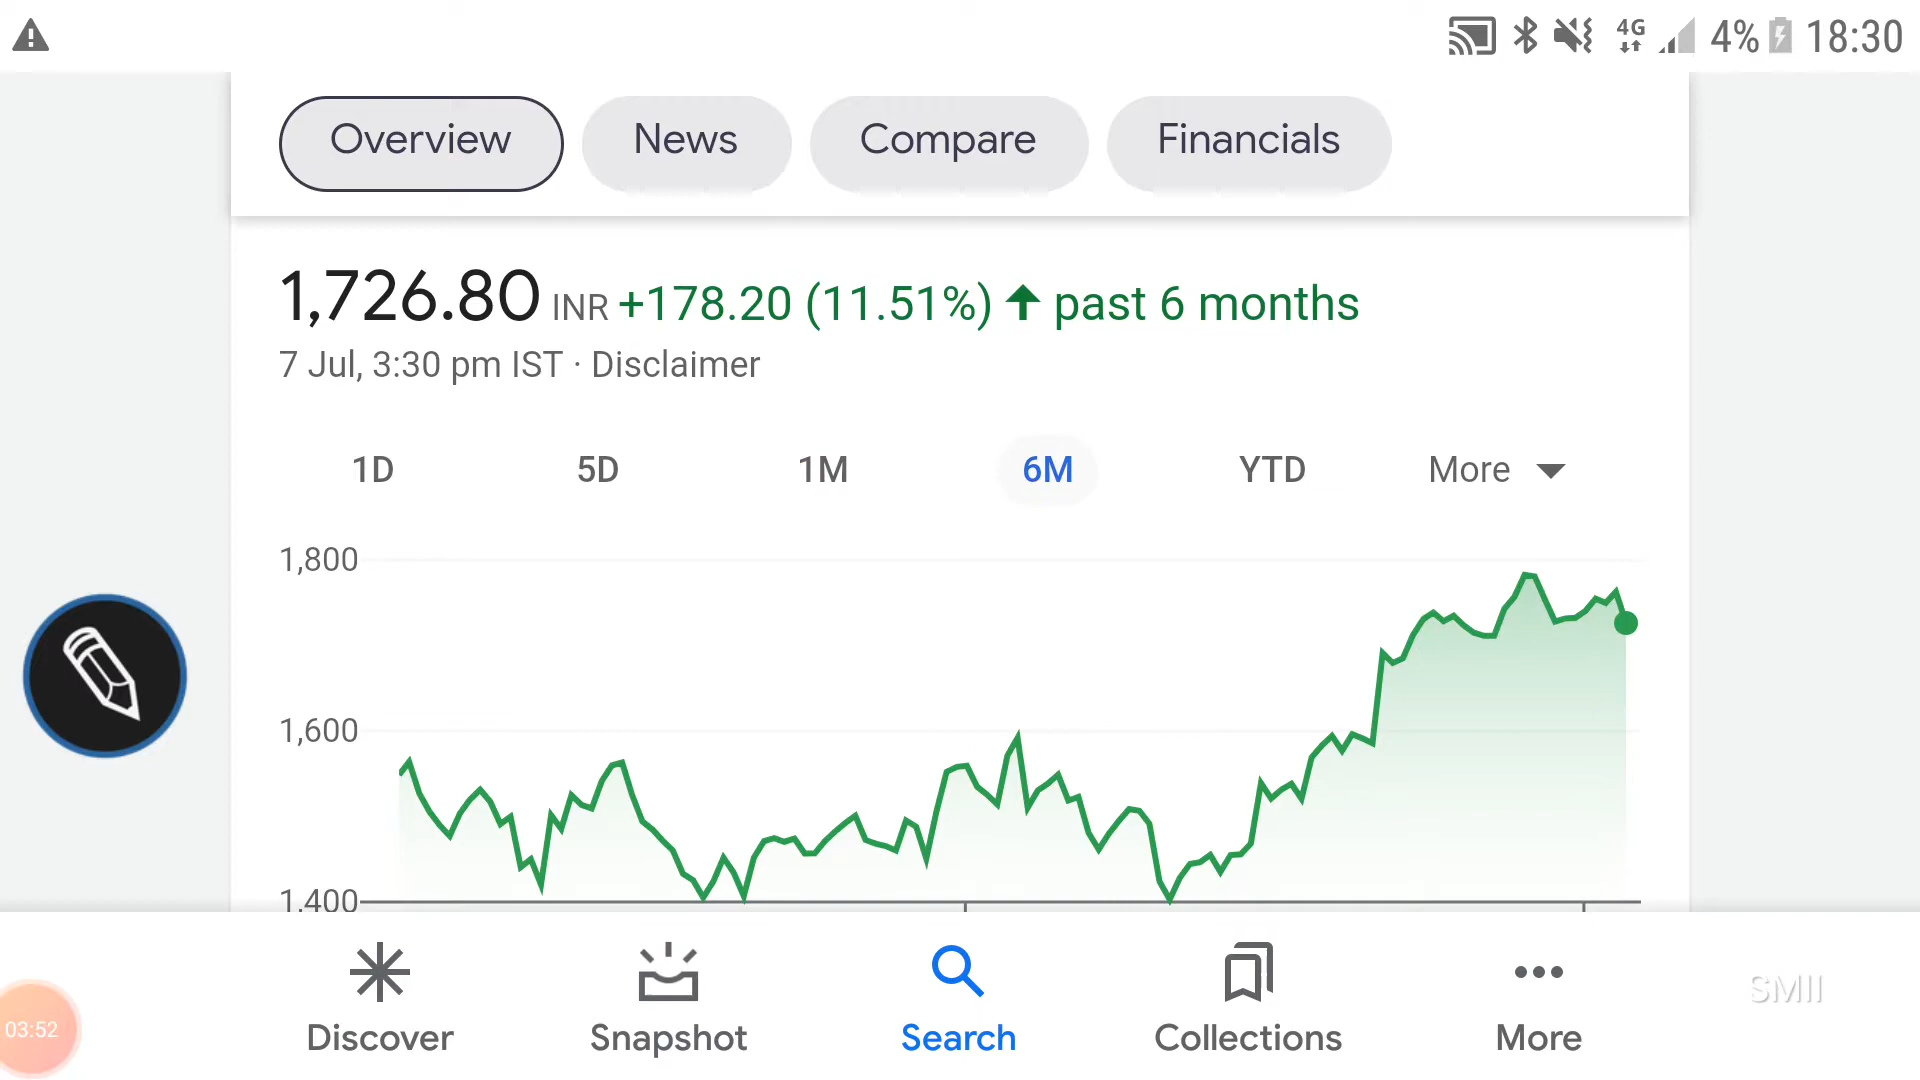 4G 4% 18:30
Overview News Compare Financials
1,726.80 INR +178.20 (11.51%) past 6 months
7 Jul, 3:30 pm IST · Disclaimer
1D 5D 1M 6M YTD More
1,800
1,600
1,400
Discover Snapshot Search Collections More
SMII
03:52